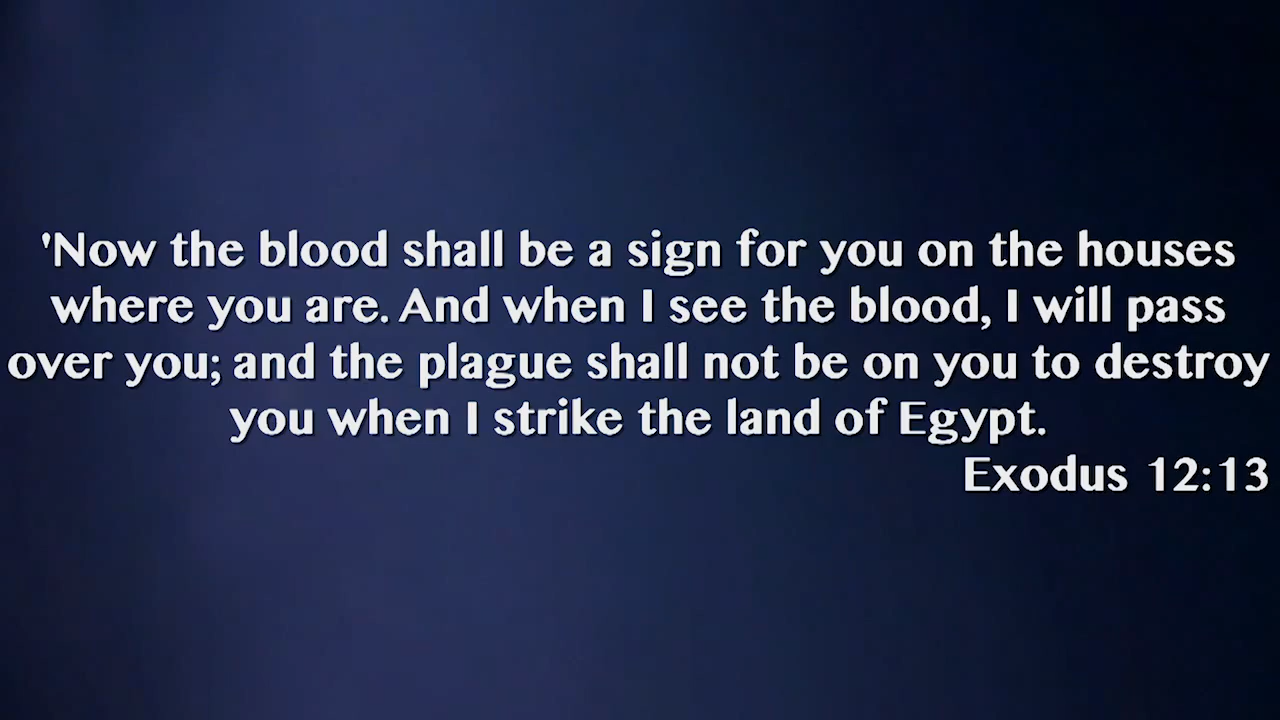 'Now the blood shall be a sign for you on the houses
where you are. And when I see the blood, I will pass
over you; and the plague shall not be on you to destroy
you when I strike the land of Egypt.
Exodus 12:13